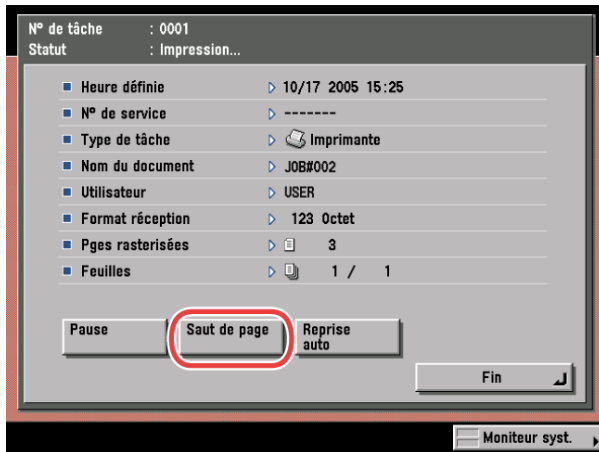 Nº de tâche : 0001
Statut : Impression...
Heure définie 10/17 2005 15:25
Nº de service -------
Type de tâche Imprimante
Nom du document JOB#002
Utilisateur USER
Format réception 123 Octet
Pges rasterisées 3
Feuilles 1 / 1
Pause
Saut de page
Reprise
auto
Fin
Moniteur syst.